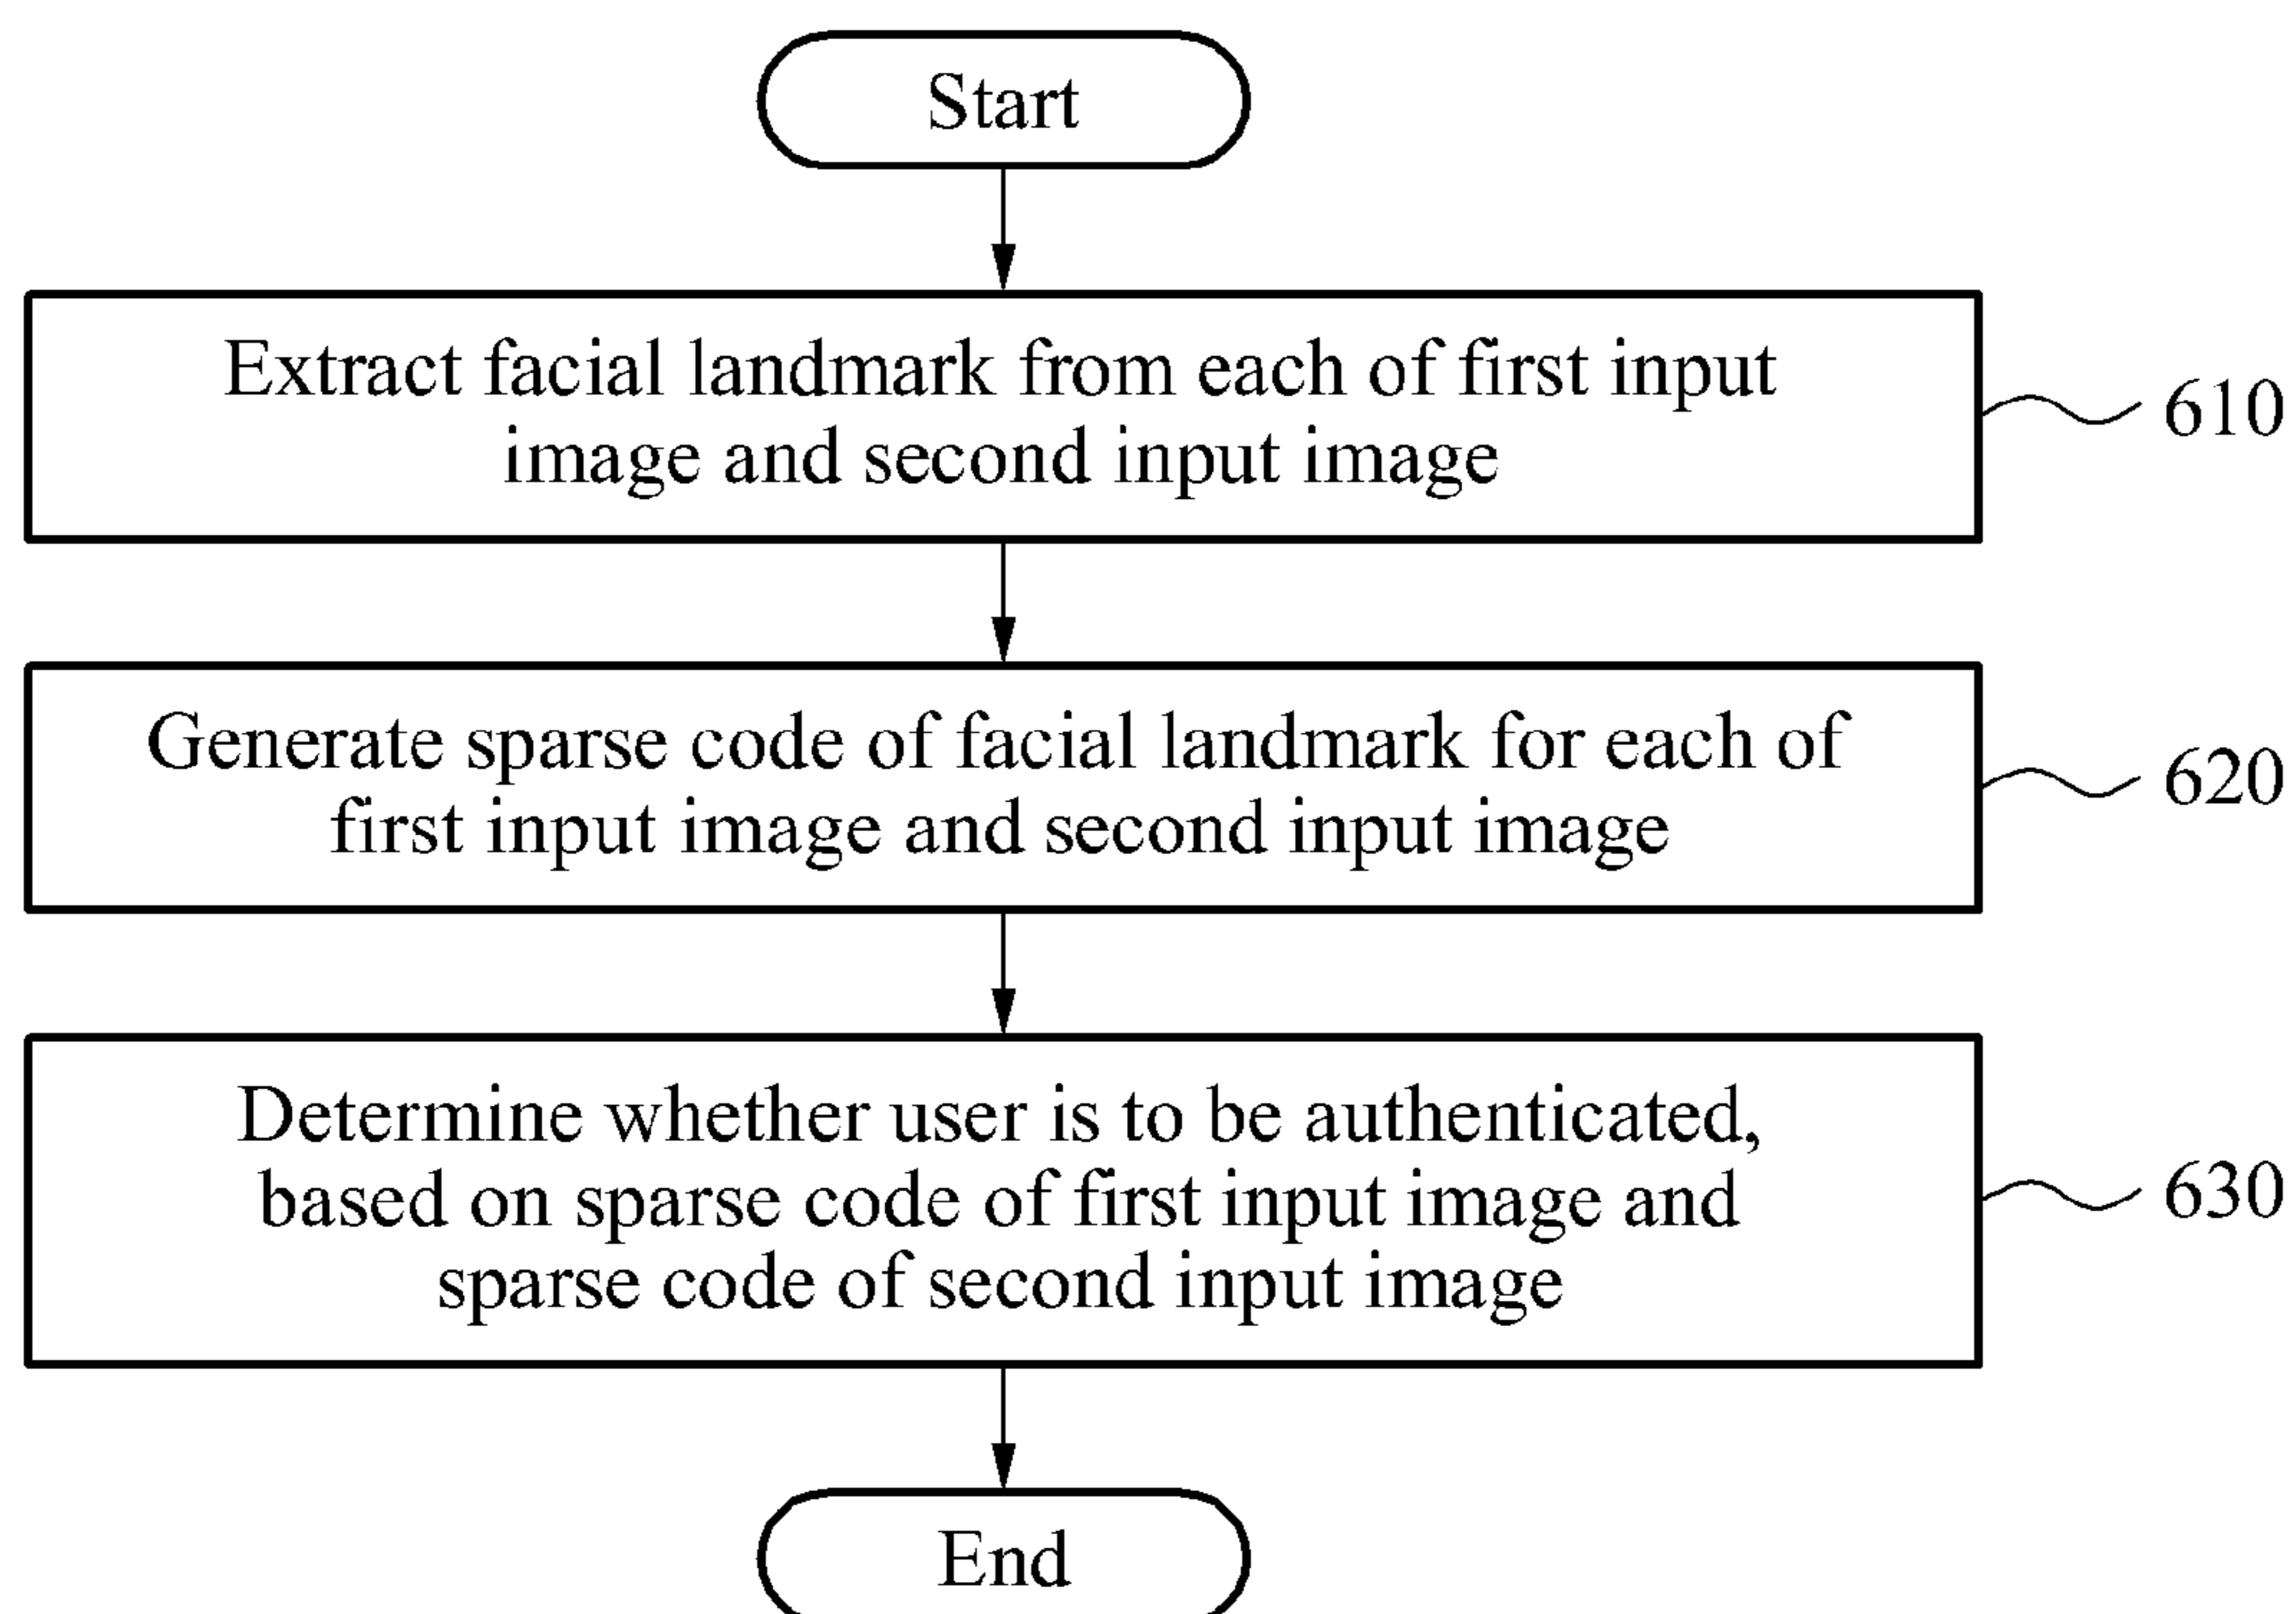 Start
Extract facial landmark from each of first input
image and second input image
610
Generate sparse code of facial landmark for each of
first input image and second input image
620
Determine whether user is to be authenticated,
based on sparse code of first input image and
sparse code of second input image
630
End